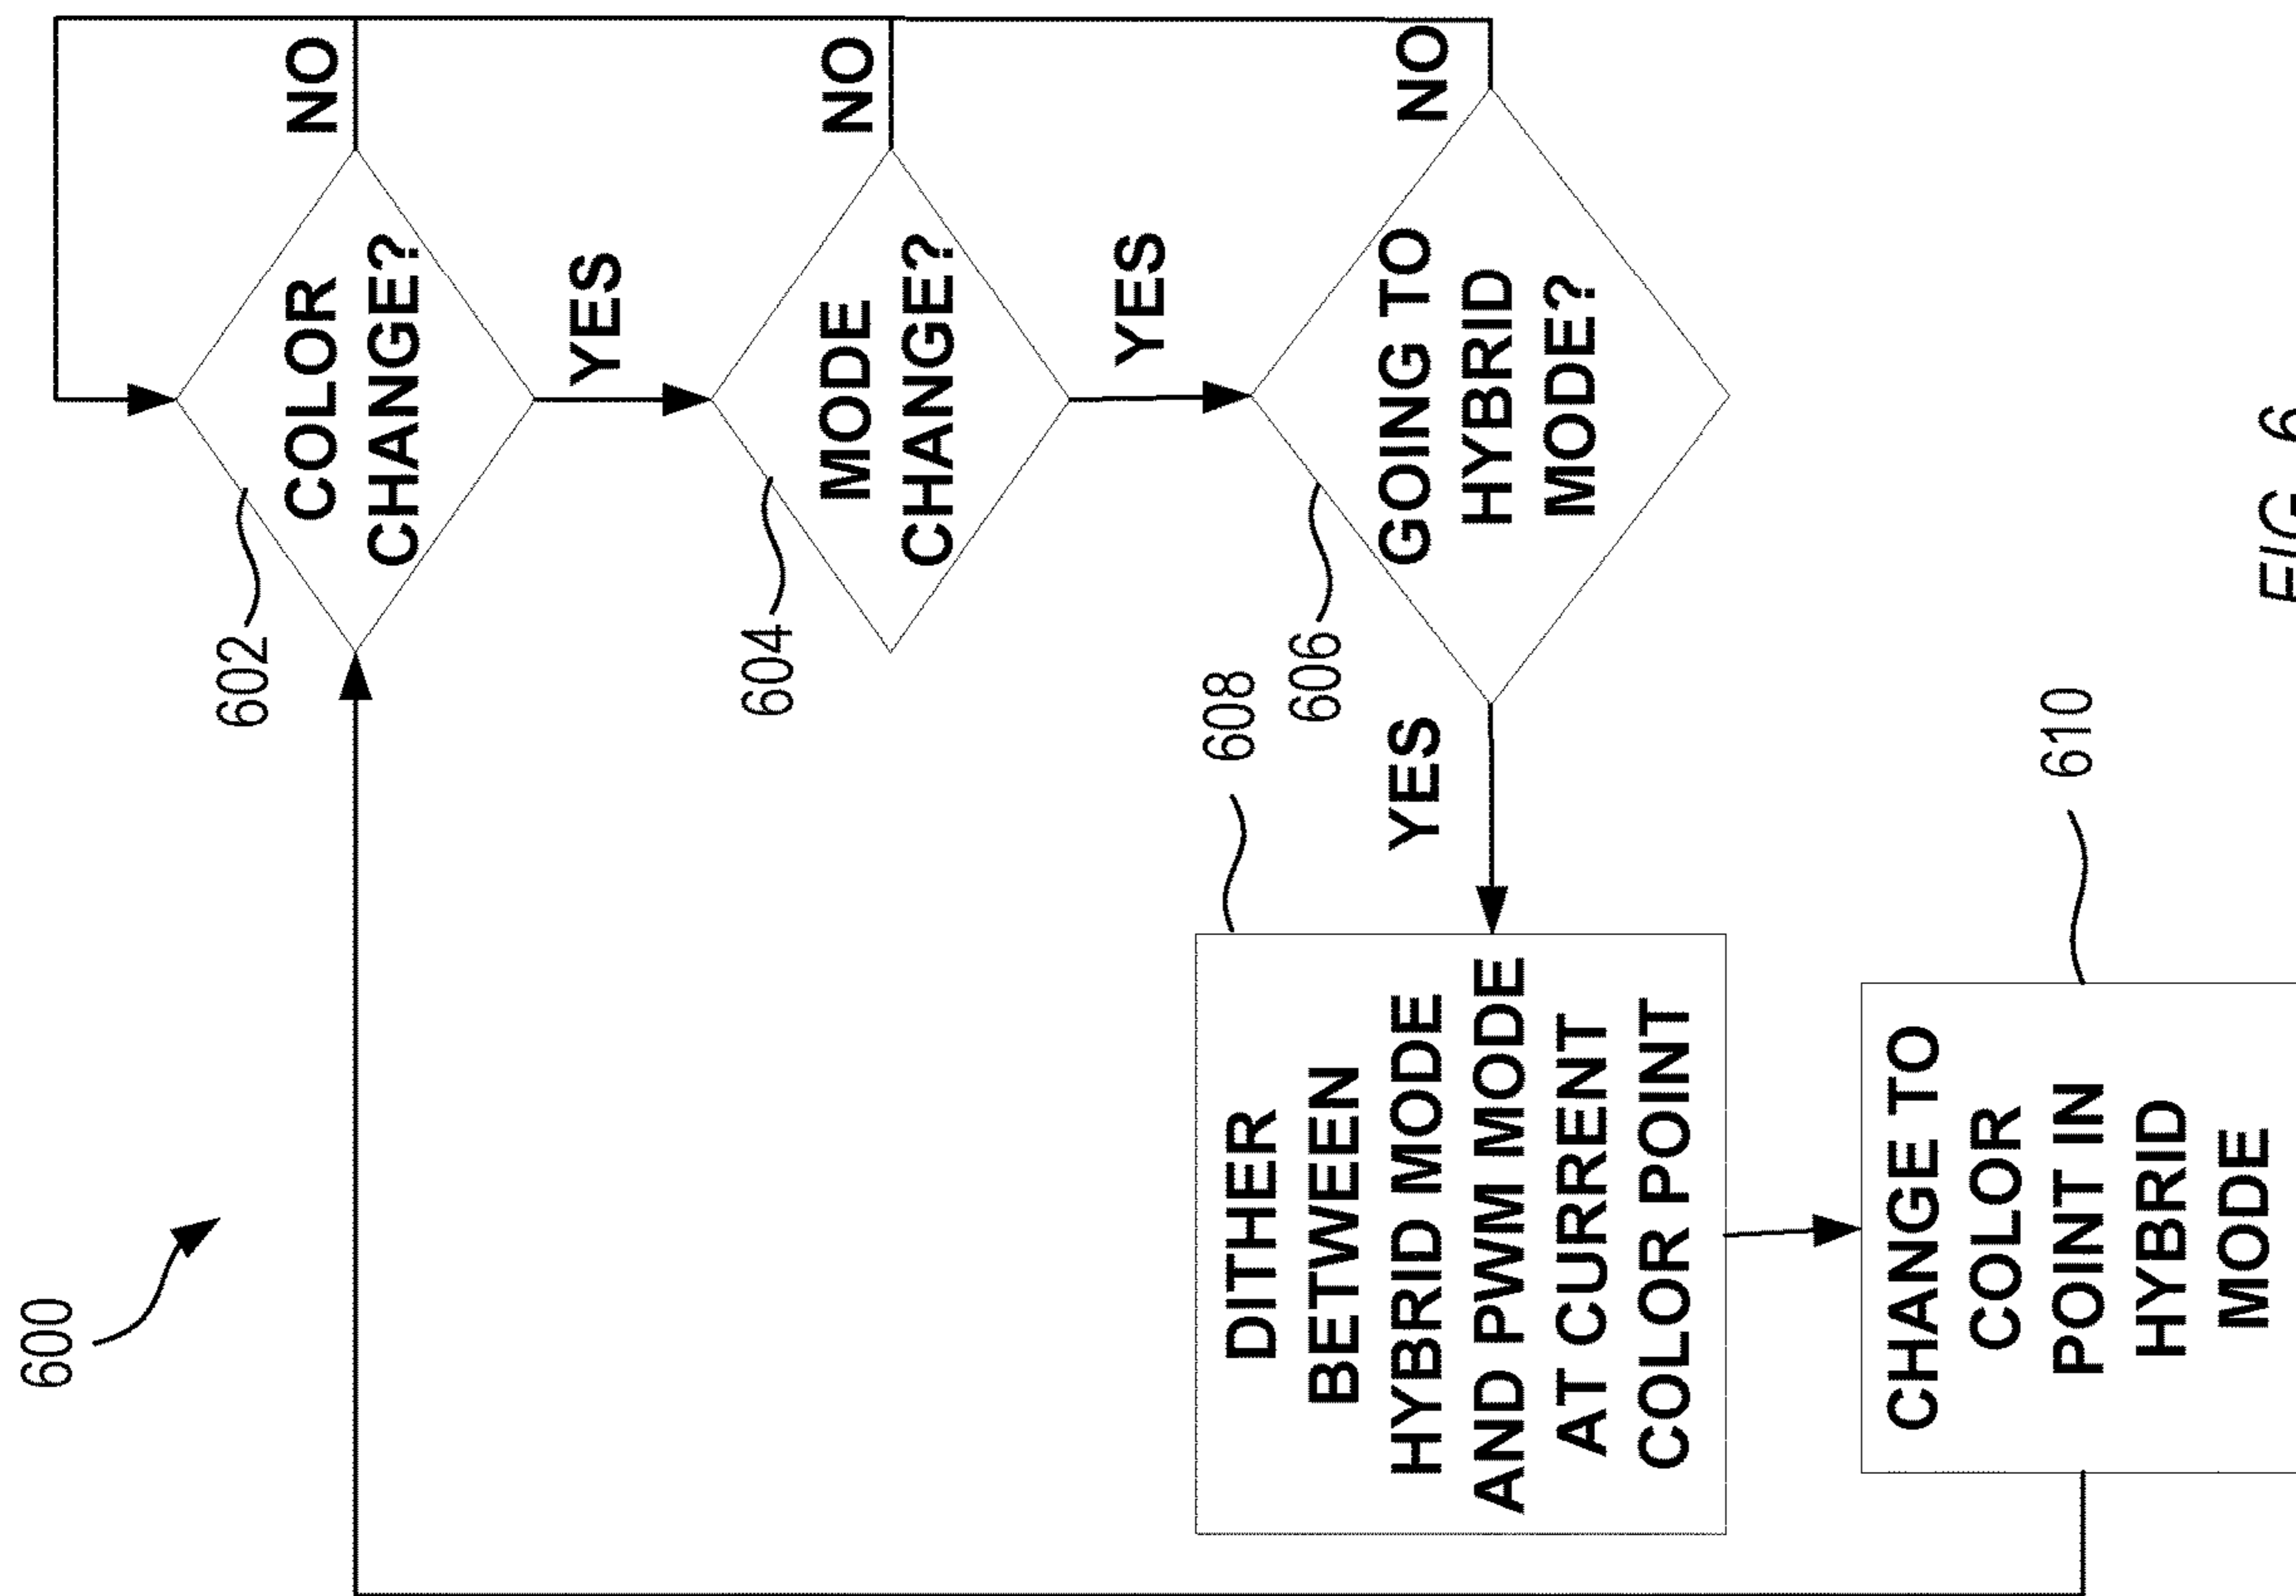 600
602
COLOR
CHANGE?
NO
YES
604
MODE
CHANGE?
NO
YES
608
606
GOING TO
HYBRID
MODE?
NO
YES
DITHER
BETWEEN
HYBRID MODE
AND PWM MODE
AT CURRENT
COLOR POINT
610
CHANGE TO
COLOR
POINT IN
HYBRID
MODE
FIG. 6